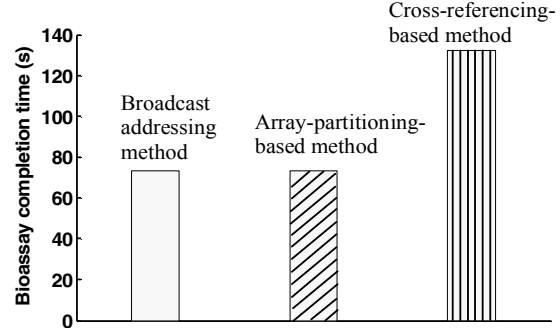 Cross-referencing-
based method
140
120
100
80
60
40
20
0
Bioassay completion time (s)
Broadcast
addressing
method
Array-partitioning-
based method